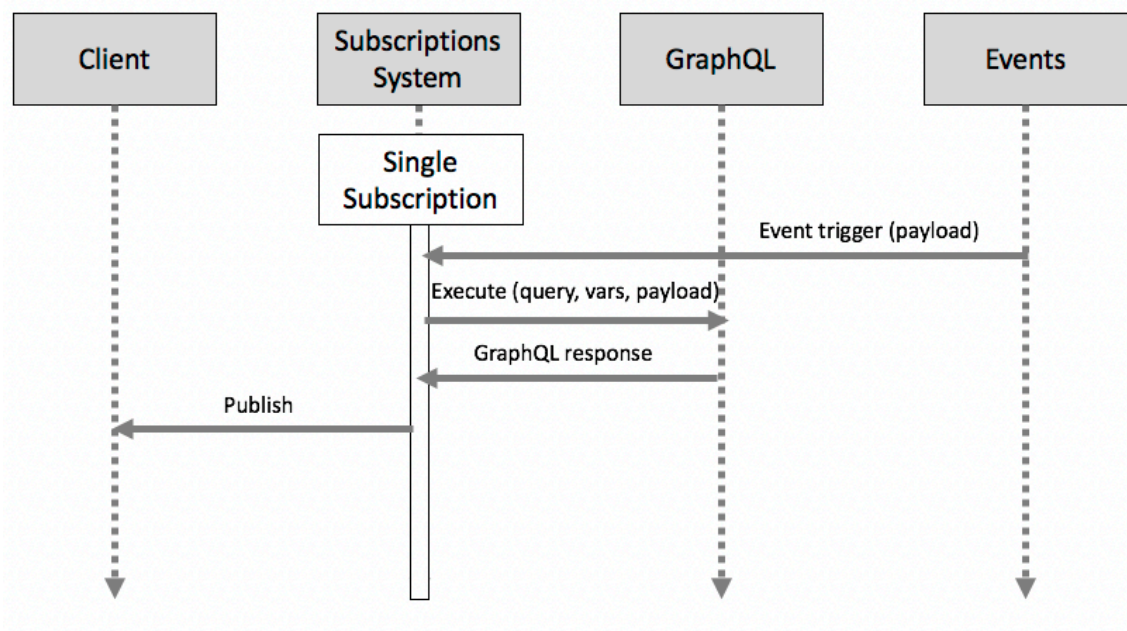 Client
Subscriptions
System
GraphQL
Events
Single
Subscription
Event trigger (payload)
Execute (query, vars, payload)
GraphQL response
Publish